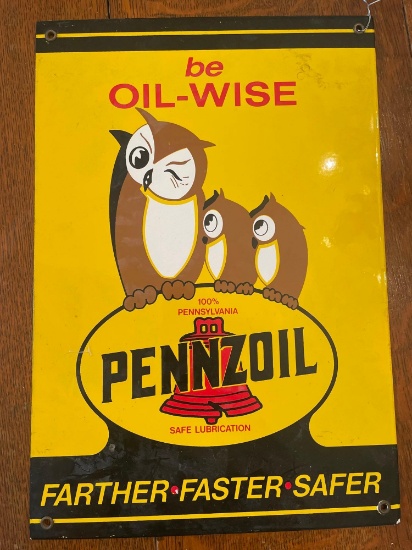 be
OIL-WISE
100%
PENNSYLVANIA
PENNZOIL
SAFE LUBRICATION
FARTHER•FASTER•SAFER